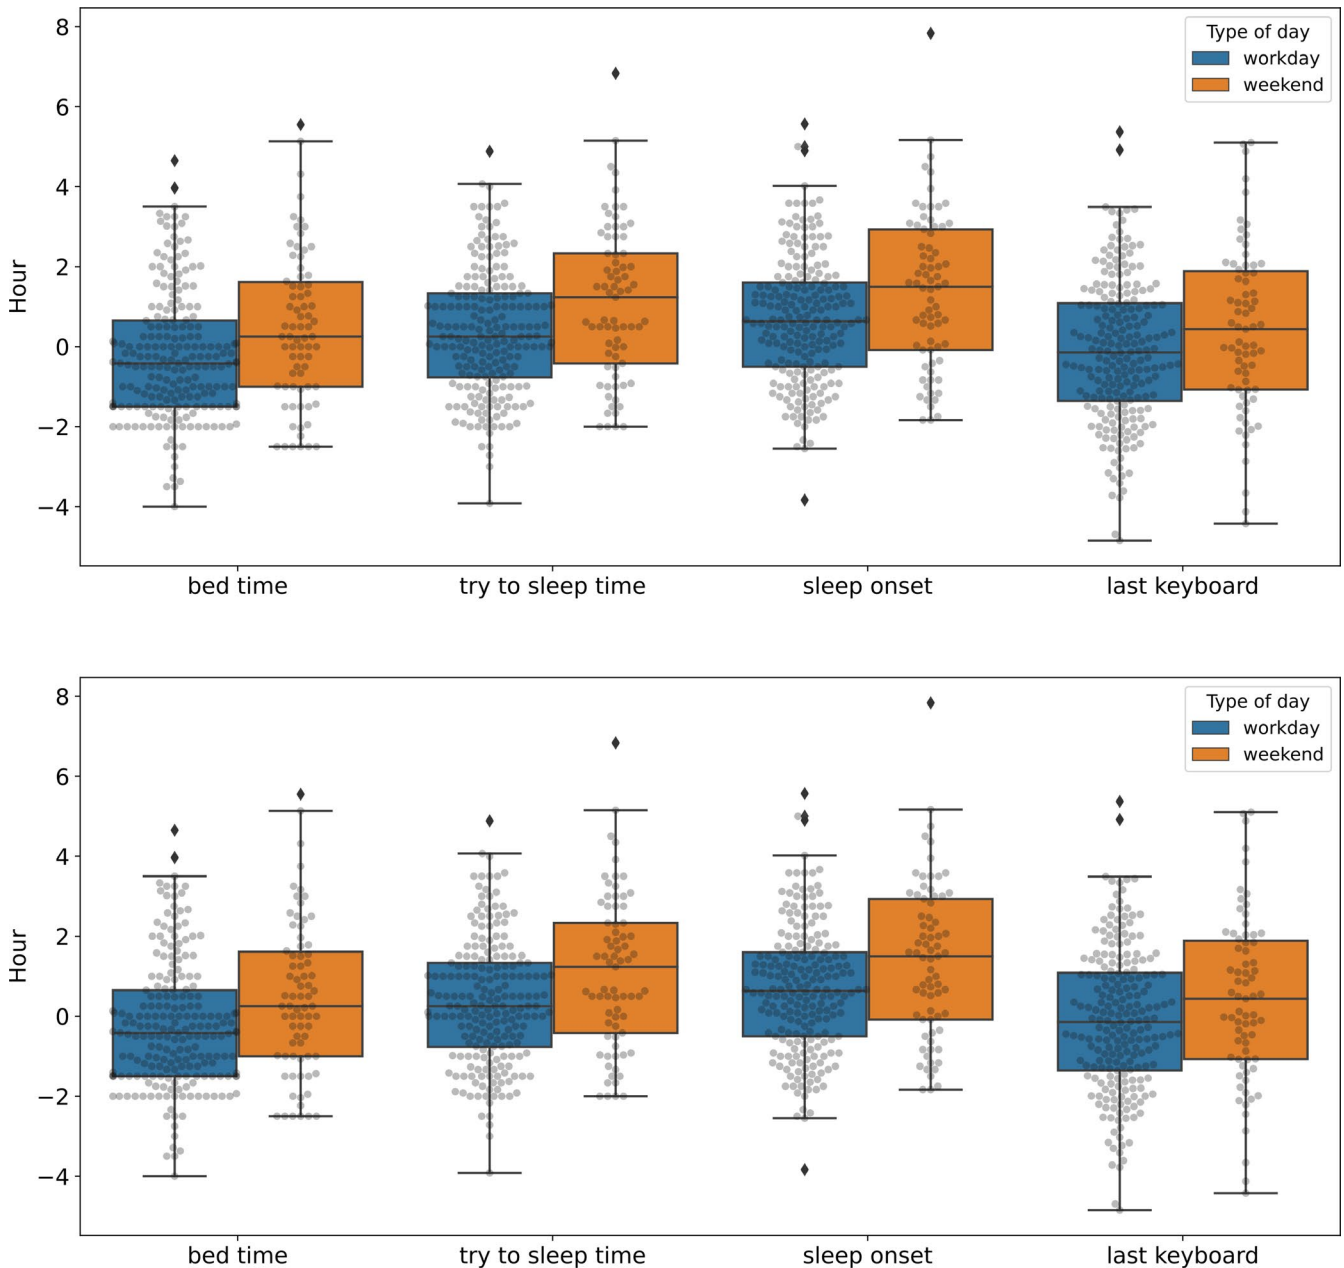 Hour
8
6
4
2
0
−2
−4
Type of day
workday
weekend
bed time
try to sleep time
sleep onset
last keyboard
Hour
8
6
4
2
0
−2
−4
Type of day
workday
weekend
bed time
try to sleep time
sleep onset
last keyboard